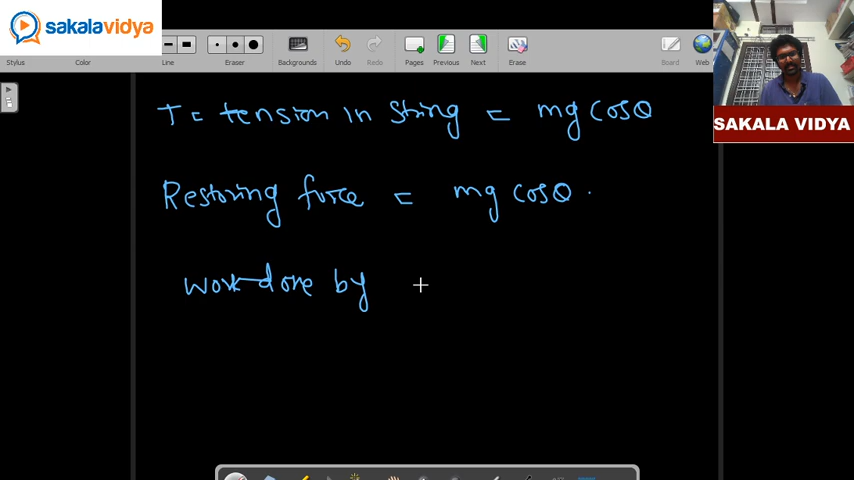 sakalavidya
Stylus Color Line Eraser Backgrounds Undo Redo Pages Previous Next Erase Board Web
SAKALA VIDYA
T = tension in string = mg cosθ
Restoring force = mg cosθ.
work done by